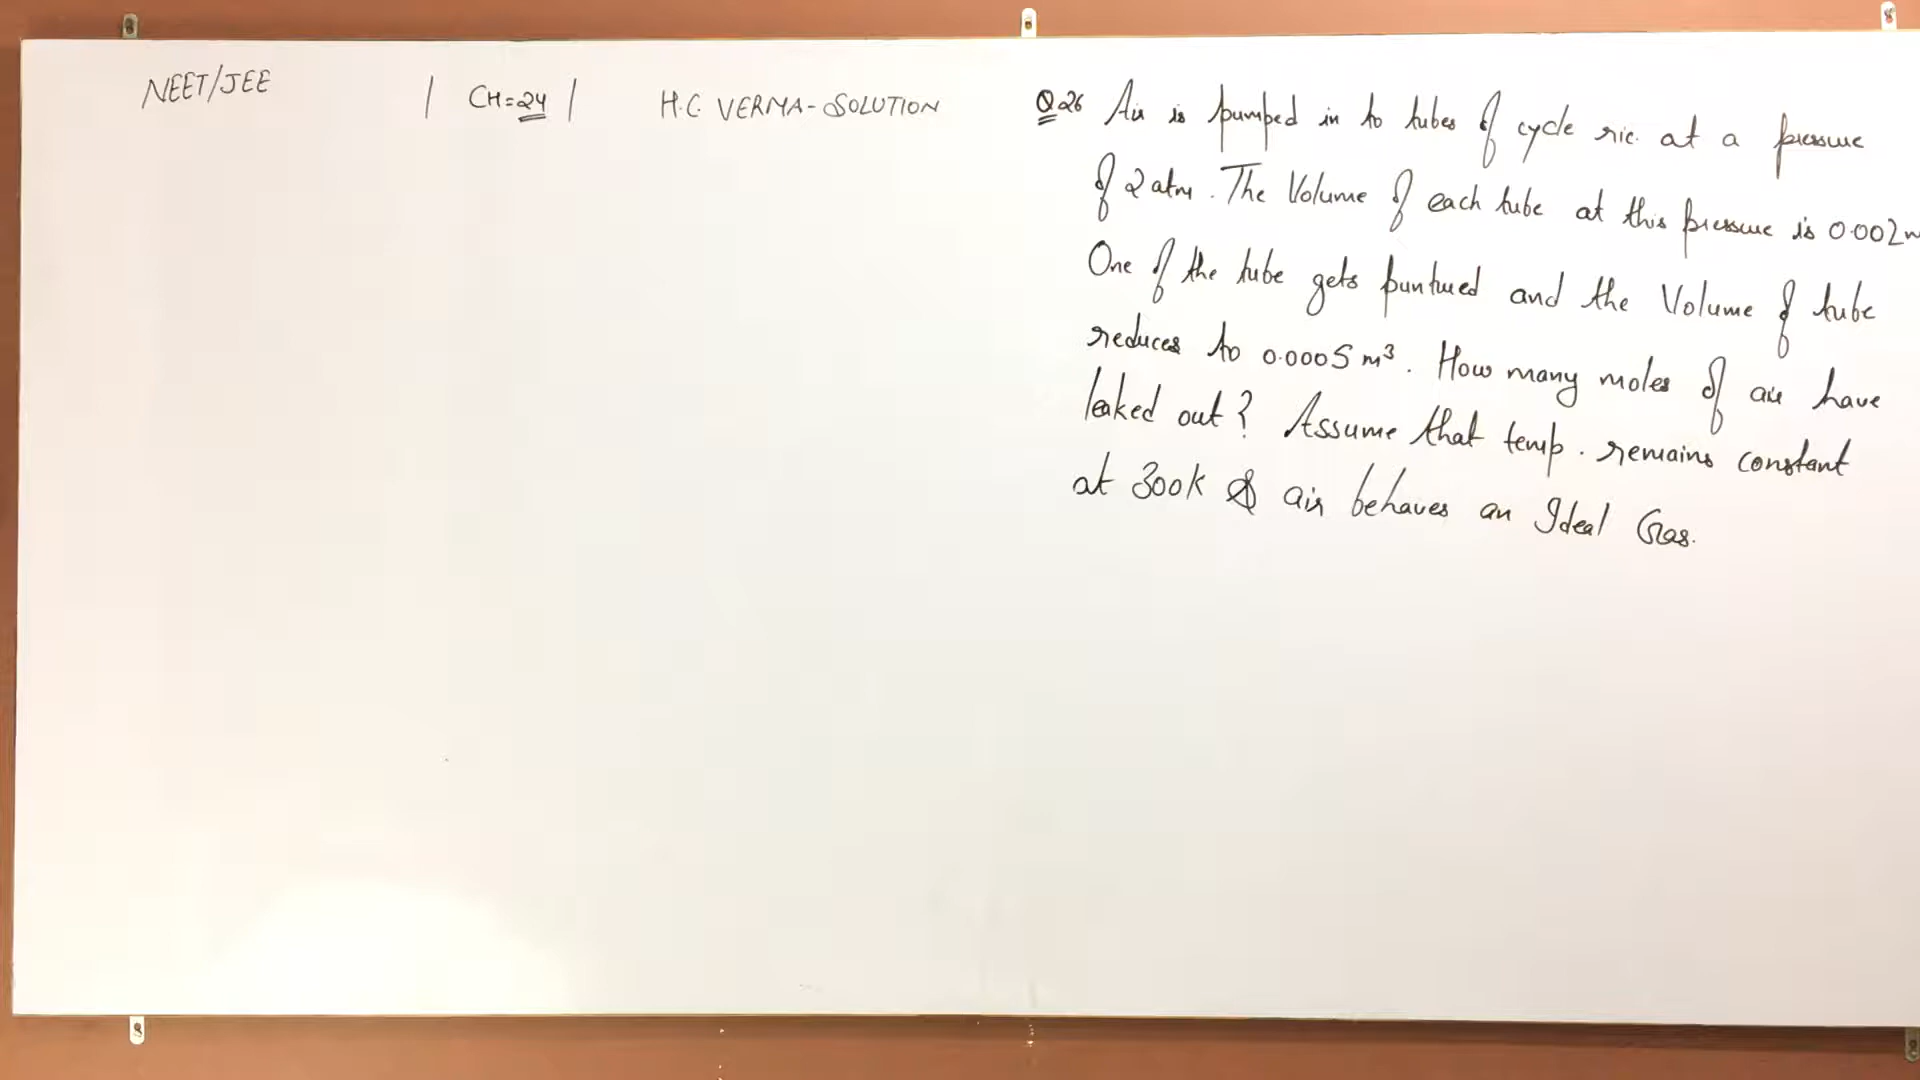 NEET/JEE | CH=24 | H.C VERMA-SOLUTION
Q 26 Air is pumped in to tubes of cycle ric. at a pressure
of 2 atm. The Volume of each tube at this pressure is 0.002 m
One of the tube gets puntured and the Volume of tube
reduces to 0.0005 m³. How many moles of air have
leaked out? Assume that temp. remains constant
at 300k & air behaves an Ideal Gas.